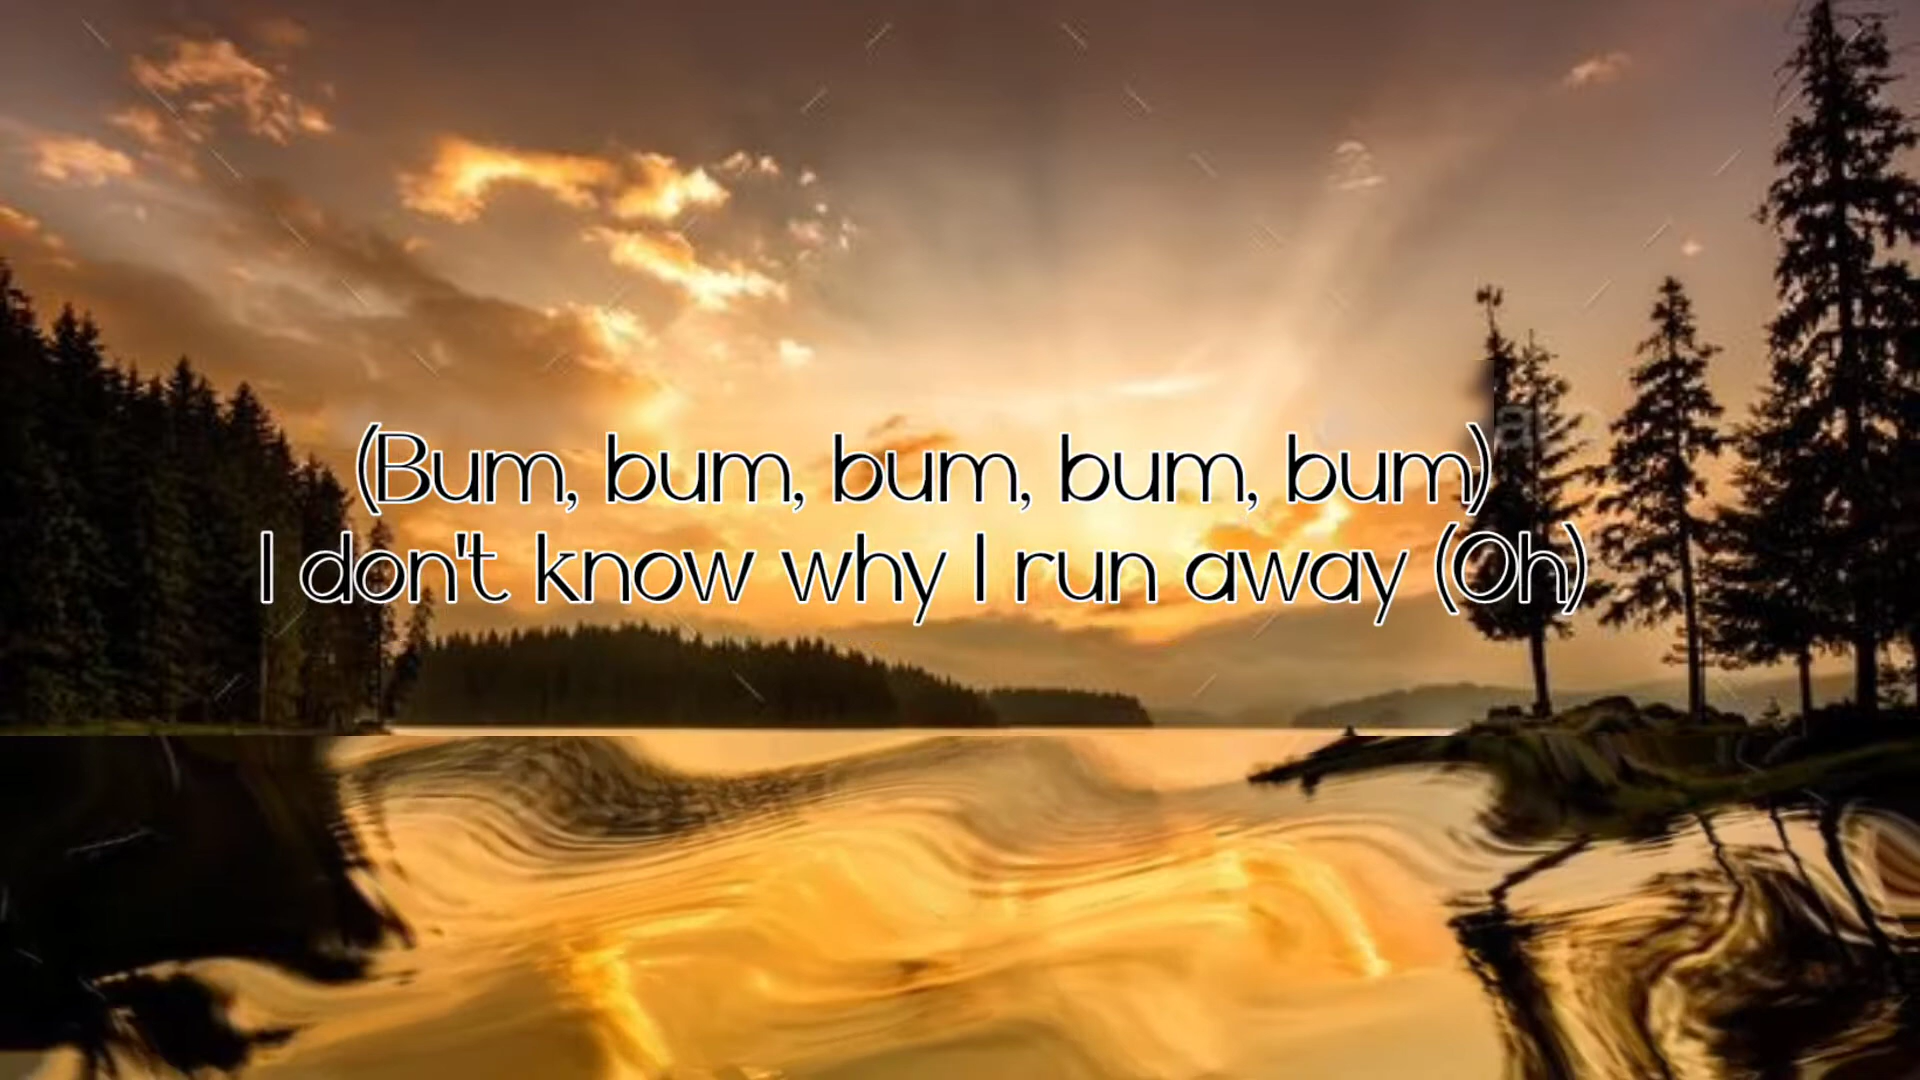 (Bum, bum, bum, bum, bum)
I don't know why I run away (Oh)